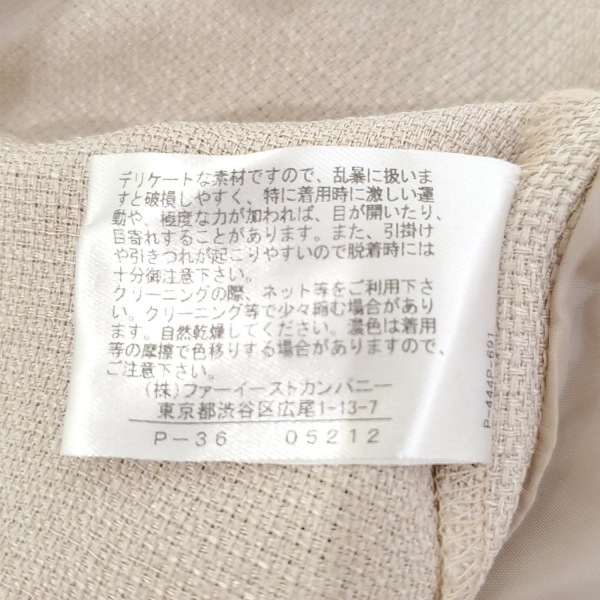 デリケートな素材ですので、乱暴に扱いま
すと破損しやすく、特に着用時に激しい運
動や、極度な力が加われば、目が開いたり、
目寄れすることがあります。また、引掛け
や引きつれが起こりやすいので脱着時には
十分御注意下さい。
クリーニングの際、ネット等をご利用下さ
い。クリーニング等で少々縮む場合があり
ます。自然乾燥してください。濃色は着用
等の摩擦で色移りする場合がありますので、
ご注意下さい。
(株)ファーイーストカンパニー
東京都渋谷区広尾1-13-7
P-36 05212
P-444P-691